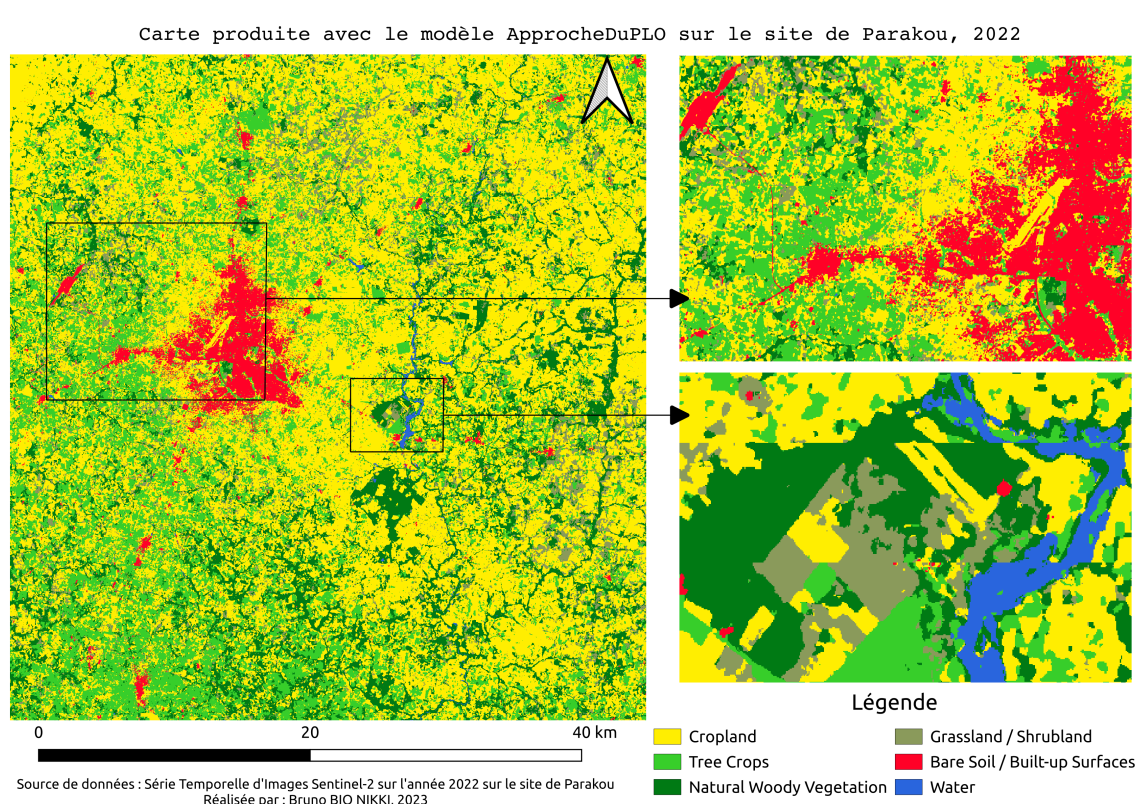 Carte produite avec le modèle ApprocheDuPLO sur le site de Parakou, 2022
Légende
0 20 40 km
Cropland
Grassland / Shrubland
Tree Crops
Bare Soil / Built-up Surfaces
Natural Woody Vegetation
Water
Source de données : Série Temporelle d'Images Sentinel-2 sur l'année 2022 sur le site de Parakou
Réalisée par : Bruno BIO NIKKI, 2023